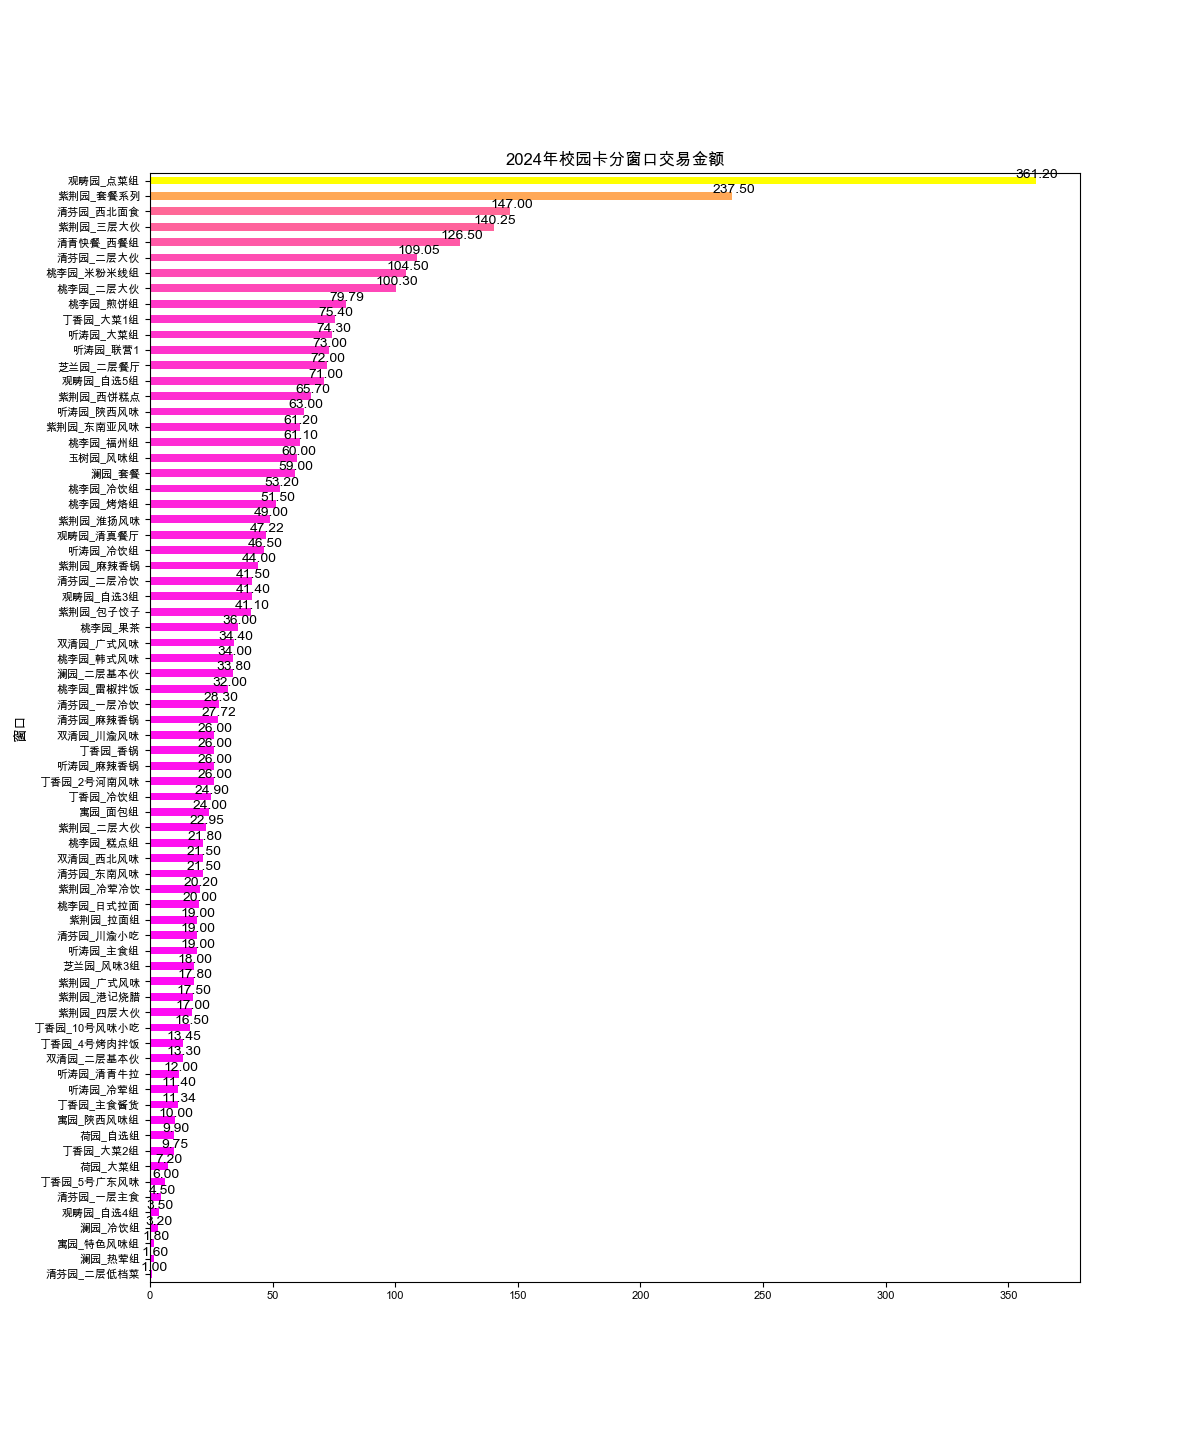 2024年校园卡分窗口交易金额
观畴园_点菜组 361.20
紫荆园_套餐系列 237.50
清芬园_西北面食 147.00
紫荆园_三层大伙 140.25
清青快餐_西餐组 126.50
清芬园_二层大伙 109.05
桃李园_米粉米线组 104.50
桃李园_二层大伙 100.30
桃李园_煎饼组 79.79
丁香园_大菜1组 75.40
听涛园_大菜组 74.30
听涛园_联营1 73.00
芝兰园_二层餐厅 72.00
观畴园_自选5组 71.00
紫荆园_西饼糕点 65.70
听涛园_陕西风味 63.00
紫荆园_东南亚风味 61.20
桃李园_福州组 61.10
玉树园_风味组 60.00
澜园_套餐 59.00
桃李园_冷饮组 53.20
桃李园_烤烙组 51.50
紫荆园_淮扬风味 49.00
观畴园_清真餐厅 47.22
听涛园_冷饮组 46.50
紫荆园_麻辣香锅 44.00
清芬园_二层冷饮 41.50
观畴园_自选3组 41.40
紫荆园_包子饺子 41.10
桃李园_果茶 36.00
双清园_广式风味 34.40
桃李园_韩式风味 34.00
澜园_二层基本伙 33.80
桃李园_雷椒拌饭 32.00
清芬园_一层冷饮 28.30
清芬园_麻辣香锅 27.72
双清园_川渝风味 26.00
丁香园_香锅 26.00
听涛园_麻辣香锅 26.00
丁香园_2号河南风味 26.00
丁香园_冷饮组 24.90
寓园_面包组 24.00
紫荆园_二层大伙 22.95
桃李园_糕点组 21.80
双清园_西北风味 21.50
清芬园_东南风味 21.50
紫荆园_冷荤冷饮 20.20
桃李园_日式拉面 20.00
紫荆园_拉面组 19.00
清芬园_川渝小吃 19.00
听涛园_主食组 19.00
芝兰园_风味3组 18.00
紫荆园_广式风味 17.80
紫荆园_港记烧腊 17.50
紫荆园_四层大伙 17.00
丁香园_10号风味小吃 16.50
丁香园_4号烤肉拌饭 13.45
双清园_二层基本伙 13.30
听涛园_清青牛拉 12.00
听涛园_冷荤组 11.40
丁香园_主食酱货 11.34
寓园_陕西风味组 10.00
荷园_自选组 9.90
丁香园_大菜2组 9.75
荷园_大菜组 7.20
丁香园_5号广东风味 6.00
清芬园_一层主食 4.50
观畴园_自选4组 3.50
澜园_冷饮组 3.20
寓园_特色风味组 1.80
澜园_热荤组 1.60
清芬园_二层低档菜 1.00
窗口
0 50 100 150 200 250 300 350